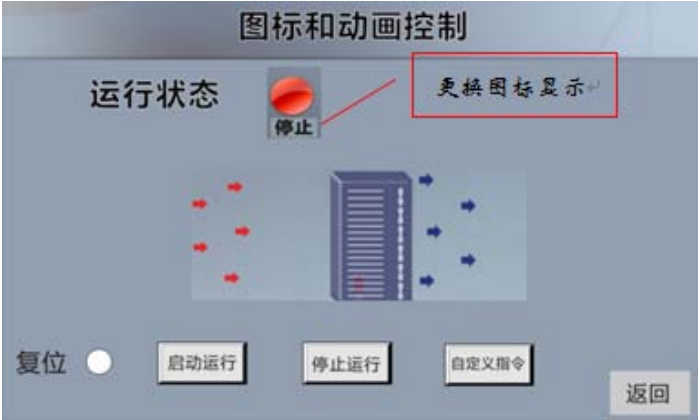 图标和动画控制
运行状态
停止
更换图标显示↵
复位
启动运行
停止运行
自定义指令
返回